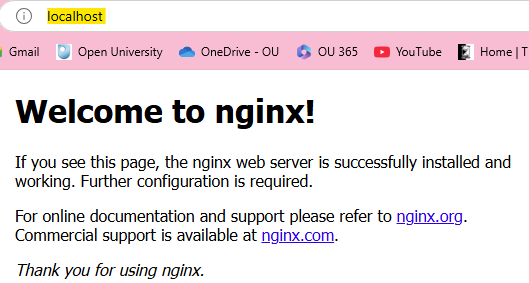 localhost
Gmail Open University OneDrive - OU OU 365 YouTube Home | T
Welcome to nginx!
If you see this page, the nginx web server is successfully installed and
working. Further configuration is required.
For online documentation and support please refer to nginx.org.
Commercial support is available at nginx.com.
Thank you for using nginx.